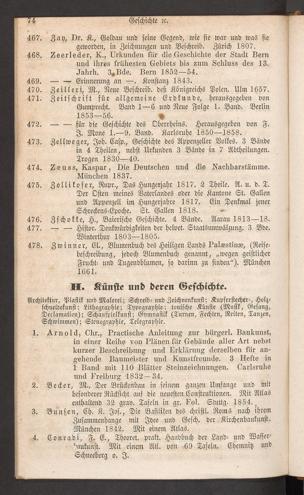 74 Geschichte ꝛc.
467. Zay, Dr. K., Goldau und seine Gegend, wie sie war und was sie
geworden, in Zeichnungen und Beschreib. Zürich 1807.
468. Zeerleder, K., Urkunden für die Geschichte der Stadt Bern
und ihres frühesten Gebiets bis zum Schluss des 13.
Jahrh. 3 Bde. Bern 1852—54.
469. — — Erinnerung an —. Konstanz 1843.
470. Zeilleri, M., Neue Beschreib. des Königreichs Polen. Ulm 1657.
471. Zeitschrift für allgemeine Erdkunde, herausgegeben von
Gumprecht. Band 1—6 und Neue Folge 1. Band. Berlin
1853—56.
472. — — für die Geschichte des Oberrheins. Herausgegeben von F.
J. Mone 1.—9. Band. Karlsruhe 1850—1858.
473. Zellweger, Joh. Casp., Geschichte des Appenzeller Volkes. 3 Bände
in 4 Theilen, nebst Urkunden 3 Bände in 7 Abtheilungen.
Trogen 1830—40.
474. Zeuss, Kaspar, Die Deutschen und die Nachbarstämme.
München 1837.
475. Zollikofer, Rupr., Das Hungerjahr 1817. 2 Theile. A. u. d. T.
Der Osten meines Vaterlandes oder die Kantone St. Gallen
und Appenzell im Hungerjahre 1817. Ein Denkmal jener
Schreckens-Epoche. St. Gallen 1818.
476. Zschokke, H., Baierische Geschichte. 4 Bände. Aarau 1813—18.
477. — — Histor. Denkwürdigkeiten der helvet. Staatsumwälzung. 3 Bde.
Winterthur 1803—1805.
478. Zwinner, El., Blumenbuch des Heiligen Lands Palaestinæ, (Reise-
beschreibung, jedoch Blumenbuch genannt, „wegen geistlicher
Frucht- und Tugendblumen, so darinn zu finden“). München
1661.
H. Künste und deren Geschichte.
Architektur, Plastik und Malerei; Schreib- und Zeichenkunst; Kupferstecher-, Holz-
schneidekunst; Lithographie; Typographie; tonische Künste (Musik, Gesang,
Declamation); Schauspielkunst; Gymnastik (Turnen, Fechten, Reiten, Tanzen,
Schwimmen); Stenographie, Telegraphie.
1. Arnold, Chr., Practische Anleitung zur bürgerl. Baukunst,
in einer Reihe von Plänen für Gebäude aller Art nebst
kurzer Beschreibung und Erklärung derselben für an-
gehende Baumeister und Kunstfreunde. 3 Hefte in
1 Band mit 110 Blätter Steinzeichnungen. Carlsruhe
und Freiburg 1832—34.
2. Becker, M., Der Brückenbau in seinem ganzen Umfange und mit
besonderer Rücksicht auf die neuesten Constructionen. Mit Atlas
enthaltend 32 grav. Tafeln in gr. Fol. Stuttg. 1854.
3. Bunsen, Ch. K. Jos., Die Basiliken des christl. Roms nach ihrem
Zusammenhange mit Idee und Gesch. der Kirchenbaukunst.
München 1842. Mit einem Atlas.
4. Conradi, F. E., Theoret. prakt. Handbuch der Land- und Wasser-
baukunst. Mit einem Atl. von 69 Tafeln. Chemnitz und
Schneeberg o. J.